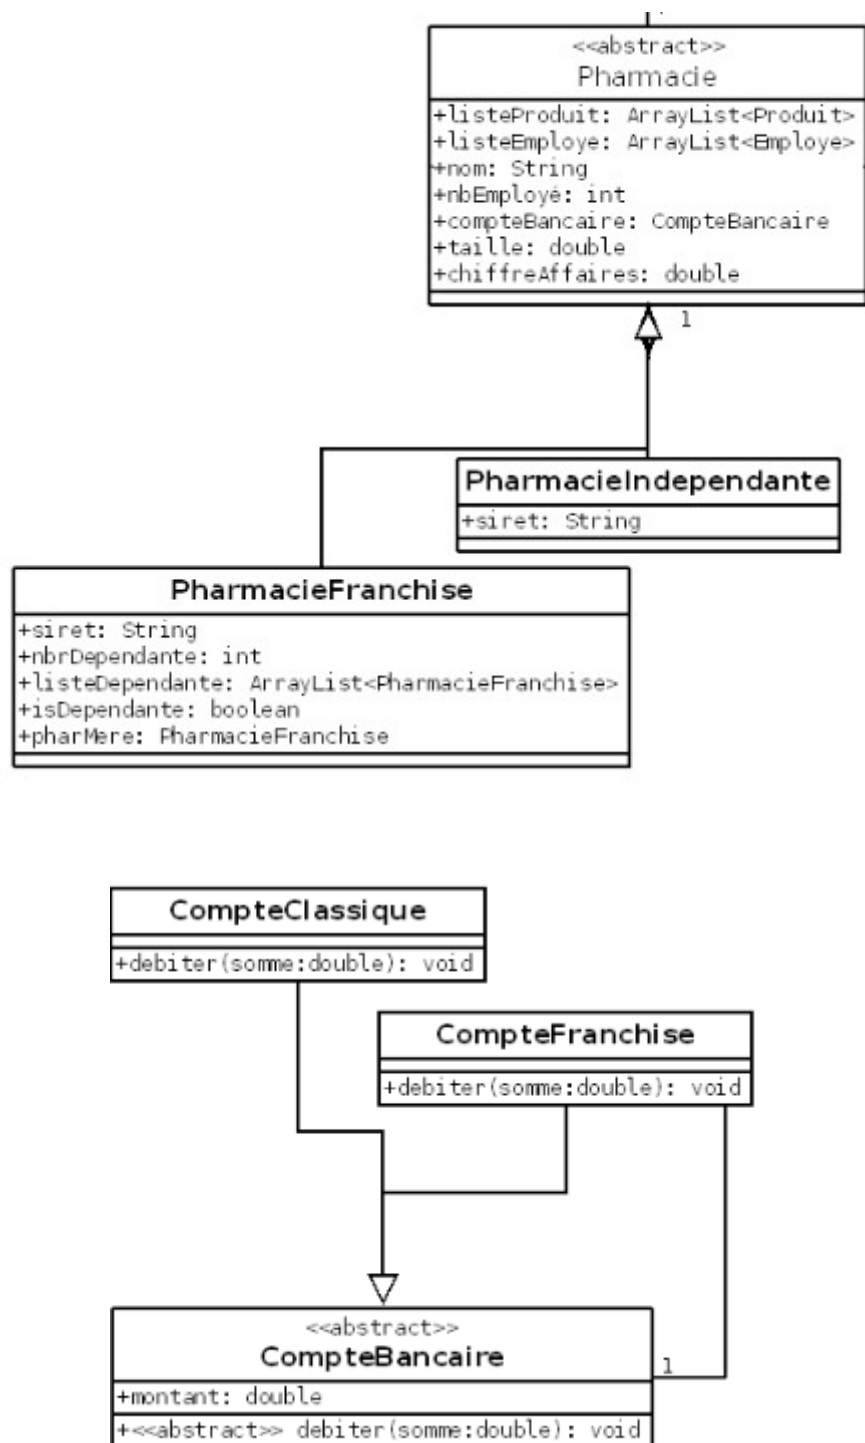 <<abstract>>
Pharmacie
+listeProduit: ArrayList<Produit>
+listeEmploye: ArrayList<Employe>
+nom: String
+nbEmployé: int
+compteBancaire: CompteBancaire
+taille: double
+chiffreAffaires: double
1
PharmacieIndependante
+siret: String
PharmacieFranchise
+siret: String
+nbrDependante: int
+listeDependante: ArrayList<PharmacieFranchise>
+isDependante: boolean
+pharMere: PharmacieFranchise
CompteClassique
+debiter(somme:double): void
CompteFranchise
+debiter(somme:double): void
<<abstract>>
CompteBancaire
1
+montant: double
+<<abstract>> debiter(somme:double): void